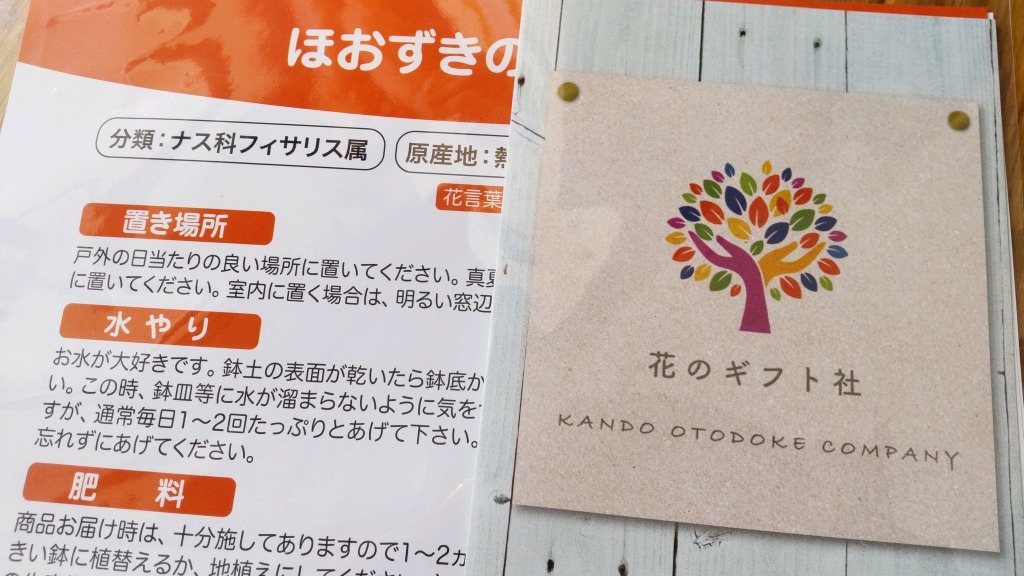 ほおずきの
分類：ナス科フィサリス属
原産地：熱
花言葉
置き場所
戸外の日当たりの良い場所に置いてください。真夏
に置いてください。室内に置く場合は、明るい窓辺
水やり
お水が大好きです。鉢土の表面が乾いたら鉢底か
い。この時、鉢皿等に水が溜まらないように気を
すが、通常毎日1〜2回たっぷりとあげて下さい。
忘れずにあげてください。
肥料
商品お届け時は、十分施してありますので1〜2カ
きい鉢に植替えるか、地植えにしてください
花のギフト社
KANDO OTODOKE COMPANY